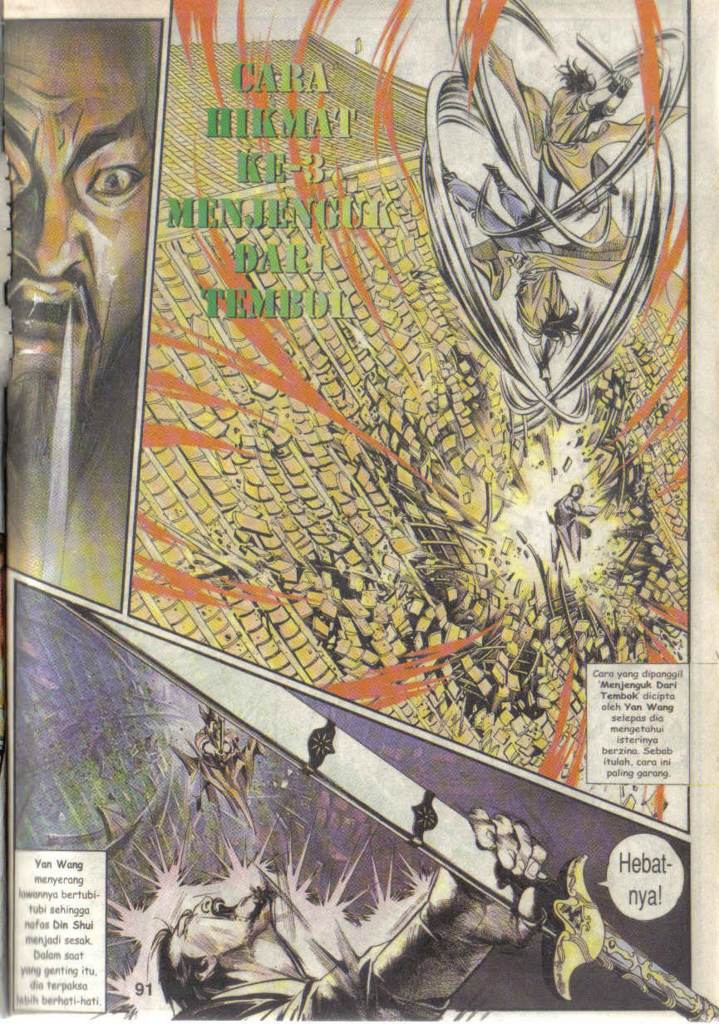 CARA
HIKMAT
KE-3
MENJENGUK
DARI
TEMBOK
Cara yang dipanggil
'Menjenguk Dari
Tembok' dicipta
oleh Yan Wang
selepas dia
mengetahui
isterinya
berzina. Sebab
itulah, cara ini
paling garang.
Hebat-
nya!
Yan Wang
menyerang
lawannya bertubi-
tubi sehingga
nafas Din Shui
menjadi sesak.
Dalam saat
yang genting itu,
dia terpaksa
lebih berhati-hati.
91